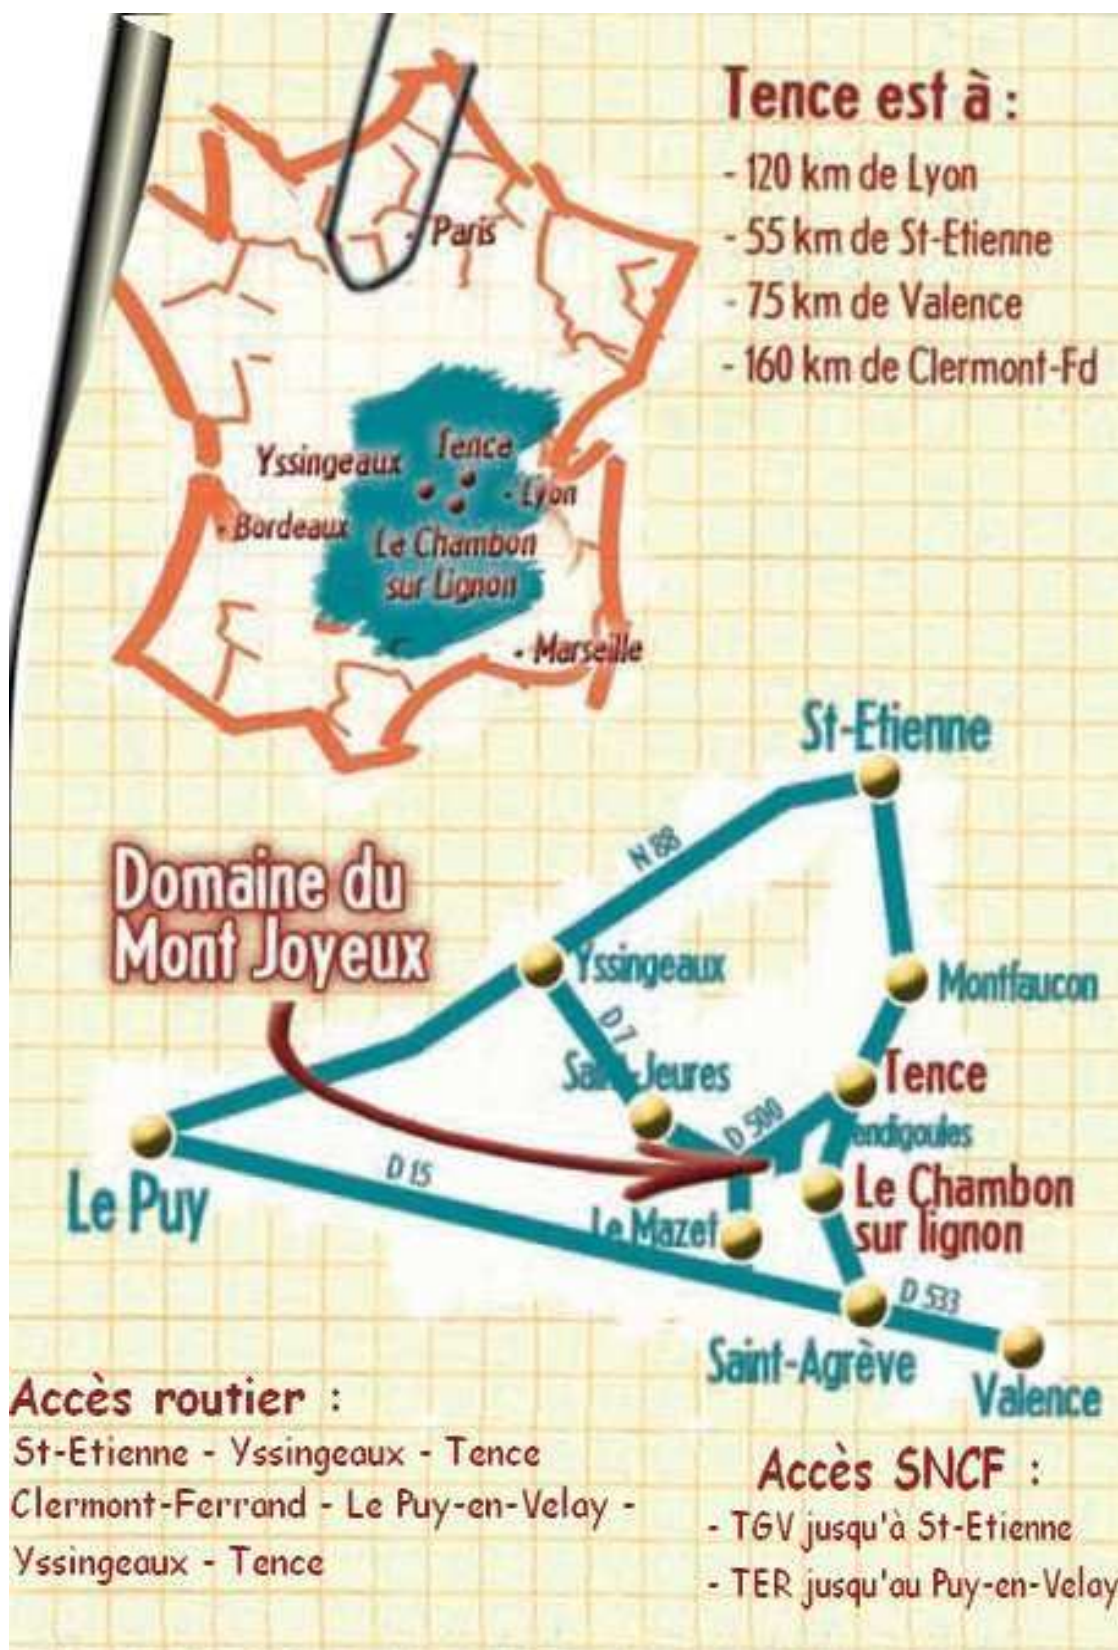 Tence est à :
- 120 km de Lyon
- 55 km de St-Etienne
- 75 km de Valence
- 160 km de Clermont-Fd
- Paris
Yssingeaux
Tence
- Lyon
- Bordeaux
Le Chambon
sur Lignon
- Marseille
St-Etienne
N 88
Domaine du
Mont Joyeux
Yssingeaux
Montfaucon
D 7
Saint-Jeures
Tence
D 500
endigoules
D 15
Le Puy
Le Chambon
sur lignon
Le Mazet
D 533
Saint-Agrève
Valence
Accès routier :
St-Etienne - Yssingeaux - Tence
Clermont-Ferrand - Le Puy-en-Velay -
Yssingeaux - Tence
Accès SNCF :
- TGV jusqu'à St-Etienne
- TER jusqu'au Puy-en-Velay